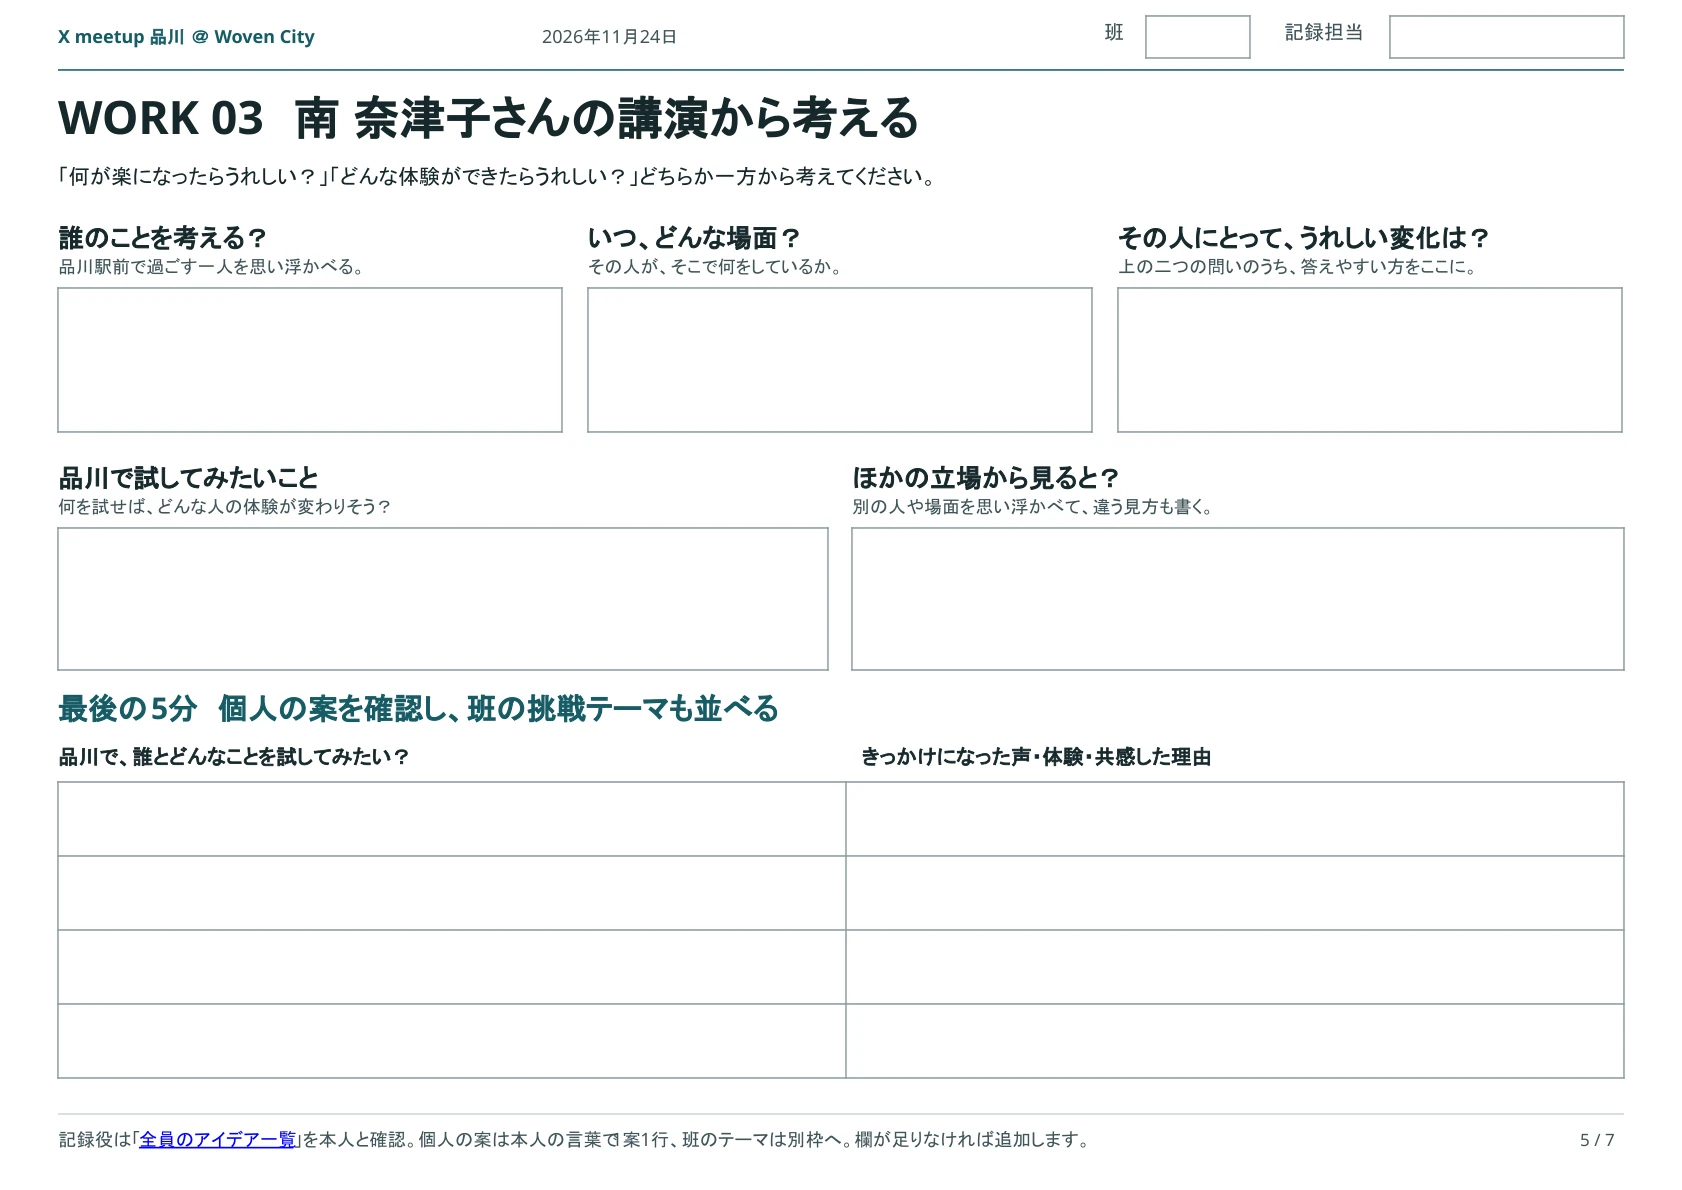 X meetup 品川 @ Woven City
2026年11月24日
班
記録担当
WORK 03 南 奈津子さんの講演から考える
「何が楽になったらうれしい？」「どんな体験ができたらうれしい？」どちらか一方から考えてください。
誰のことを考える？
品川駅前で過ごす一人を思い浮かべる。
いつ、どんな場面？
その人が、そこで何をしているか。
その人にとって、うれしい変化は？
上の二つの問いのうち、答えやすい方をここに。
品川で試してみたいこと
何を試せば、どんな人の体験が変わりそう？
ほかの立場から見ると？
別の人や場面を思い浮かべて、違う見方も書く。
最後の5分 個人の案を確認し、班の挑戦テーマも並べる
品川で、誰とどんなことを試してみたい？
きっかけになった声・体験・共感した理由
記録役は「全員のアイデア一覧」を本人と確認。個人の案は本人の言葉で1案1行、班のテーマは別枠へ。欄が足りなければ追加します。
5 / 7